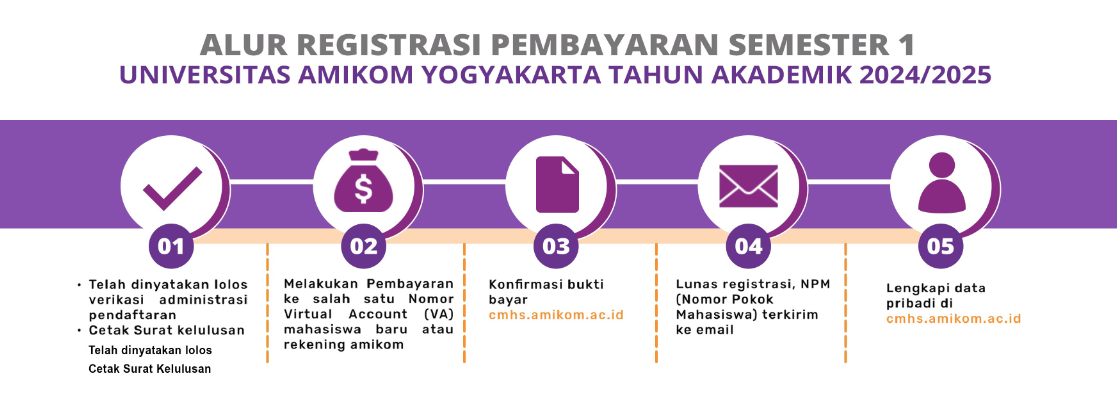 ALUR REGISTRASI PEMBAYARAN SEMESTER 1
UNIVERSITAS AMIKOM YOGYAKARTA TAHUN AKADEMIK 2024/2025
01
• Telah dinyatakan lolos
verifikasi administrasi
pendaftaran
• Cetak Surat kelulusan
Telah dinyatakan lolos
Cetak Surat Kelulusan
$
02
Melakukan Pembayaran
ke salah satu Nomor
Virtual Account (VA)
mahasiswa baru atau
rekening amikom
03
Konfirmasi bukti
bayar
cmhs.amikom.ac.id
04
Lunas registrasi, NPM
(Nomor Pokok
Mahasiswa) terkirim
ke email
05
Lengkapi data
pribadi di
cmhs.amikom.ac.id